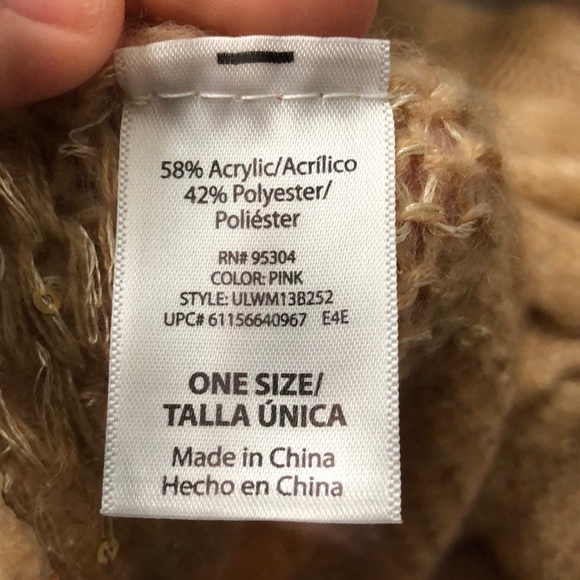 58% Acrylic/Acrílico
42% Polyester/
Poliéster
RN# 95304
COLOR: PINK
STYLE: ULWM13B252
UPC# 61156640967 E4E
ONE SIZE/
TALLA ÚNICA
Made in China
Hecho en China